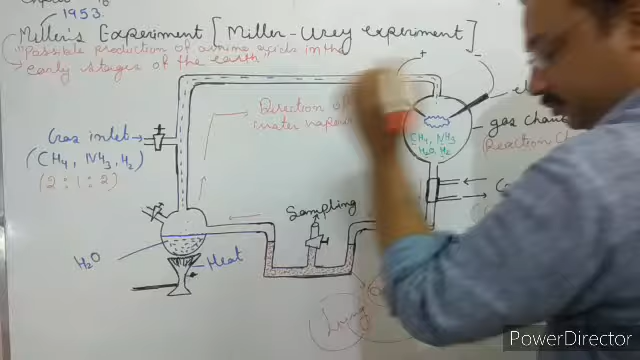 1953.
Miller's Experiment [Miller-Urey experiment]
"Possible production of amino acids in the
early stages of the earth"
+ -
Direction of
water vapour
Gas inlet
(CH4, NH3, H2)
(2:1:2)
gas
(Reaction
CH4, NH3
H2O, H2
Sampling
H2O
Heat
Living
PowerDirector